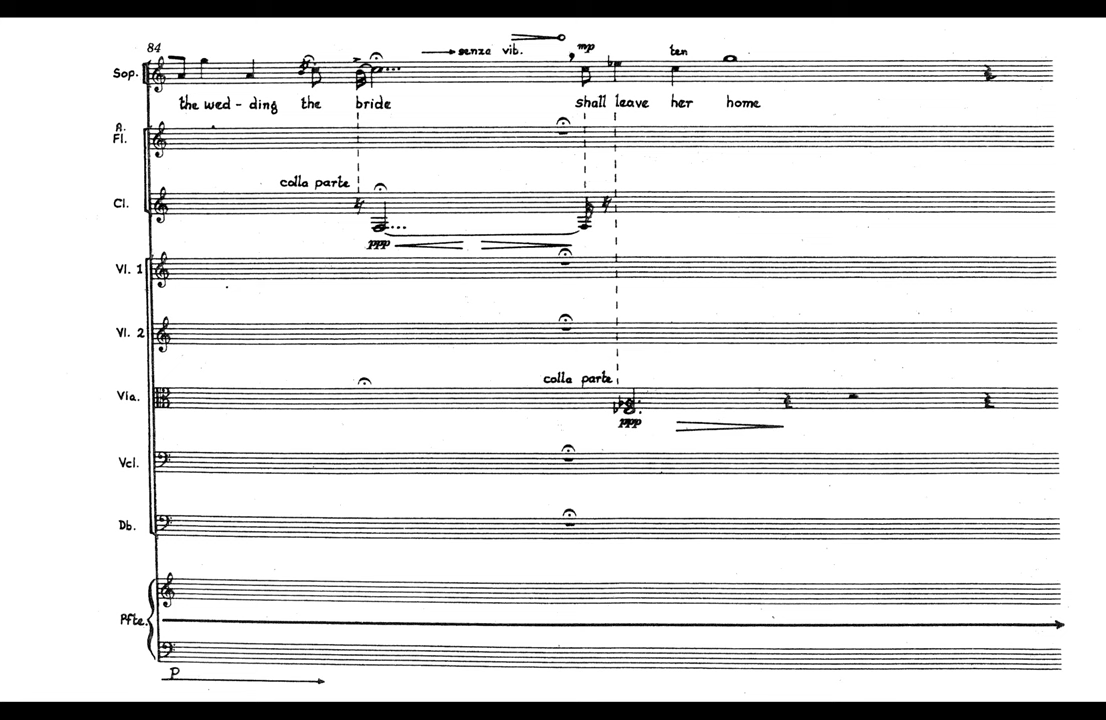 84
senza vib.
mp
ten
Sop.
the wed - ding the bride shall leave her home
A.
Fl.
colla parte
Cl.
ppp
Vl. 1
Vl. 2
colla parte
Vla.
ppp
Vcl.
Db.
Pfte.
P